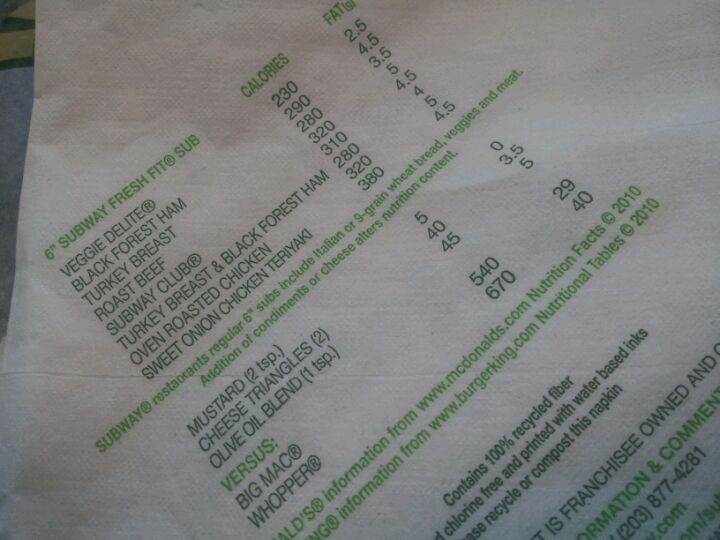 6" SUBWAY FRESH FIT® SUB CALORIES FAT(g)
VEGGIE DELITE® 230 2.5
BLACK FOREST HAM 290 4.5
TURKEY BREAST 280 3.5
ROAST BEEF 320 5
SUBWAY CLUB® 310 4.5
TURKEY BREAST & BLACK FOREST HAM 280 4
OVEN ROASTED CHICKEN 320 5
SWEET ONION CHICKEN TERIYAKI 380 4.5
SUBWAY® restaurants regular 6" subs include Italian or 9-grain wheat bread, veggies and meat.
Addition of condiments or cheese alters nutrition content.
MUSTARD (2 tsp.) 5 0
CHEESE TRIANGLES (2) 40 3.5
OLIVE OIL BLEND (1 tsp.) 45 5
VERSUS:
BIG MAC® 540 29
WHOPPER® 670 40
ALD'S® information from www.mcdonalds.com Nutrition Facts © 2010
NG® information from www.burgerking.com Nutritional Tables © 2010
Contains 100% recycled fiber
d chlorine free and printed with water based inks
ase recycle or compost this napkin
T IS FRANCHISEE OWNED AND O
FORMATION & COMMENT
(203) 877-4281